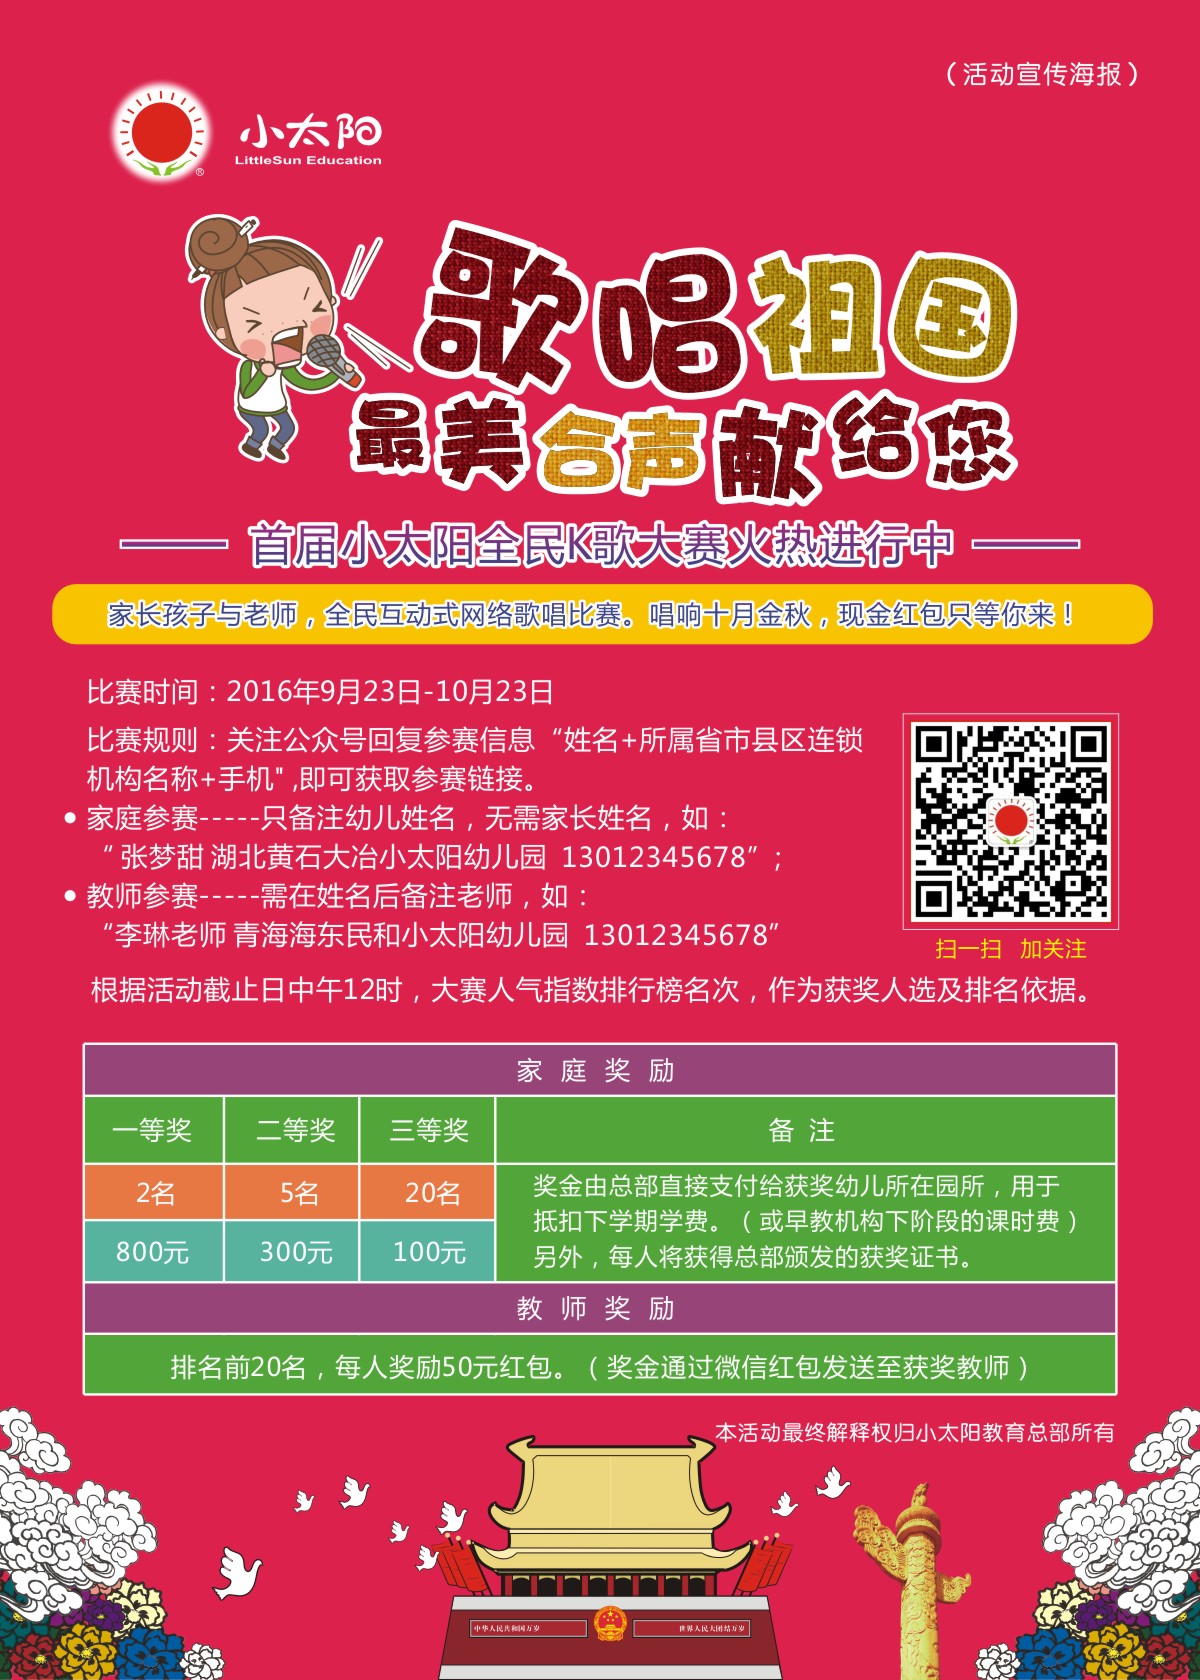 （活动宣传海报）
小太阳
LittleSun Education
®
歌唱祖国
最美合声献给您
首届小太阳全民K歌大赛火热进行中
家长孩子与老师，全民互动式网络歌唱比赛。唱响十月金秋，现金红包只等你来！
比赛时间：2016年9月23日-10月23日
比赛规则：关注公众号回复参赛信息“姓名+所属省市县区连锁
机构名称+手机" ,即可获取参赛链接。
● 家庭参赛-----只备注幼儿姓名，无需家长姓名，如：
“ 张梦甜 湖北黄石大冶小太阳幼儿园 13012345678”；
● 教师参赛-----需在姓名后备注老师，如：
“李琳老师 青海海东民和小太阳幼儿园 13012345678”
扫一扫 加关注
根据活动截止日中午12时，大赛人气指数排行榜名次，作为获奖人选及排名依据。
家 庭 奖 励
一等奖 二等奖 三等奖 备 注
2名 5名 20名
800元 300元 100元
奖金由总部直接支付给获奖幼儿所在园所，用于
抵扣下学期学费。（或早教机构下阶段的课时费）
另外，每人将获得总部颁发的获奖证书。
教 师 奖 励
排名前20名，每人奖励50元红包。（奖金通过微信红包发送至获奖教师）
本活动最终解释权归小太阳教育总部所有
中华人民共和国万岁
世界人民大团结万岁